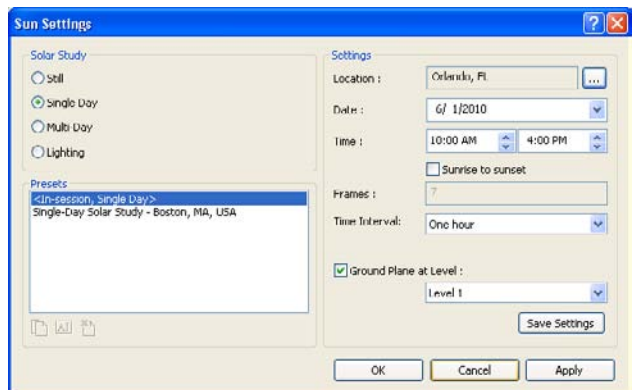 Sun Settings
Solar Study
Still
Single Day
Multi-Day
Lighting
Presets
<In-session, Single Day>
Single-Day Solar Study - Boston, MA, USA
Settings
Location :
Orlando, FL
...
Date :
6/ 1/2010
Time :
10:00 AM
4:00 PM
Sunrise to sunset
Frames :
7
Time Interval:
One hour
Ground Plane at Level :
Level 1
Save Settings
OK
Cancel
Apply